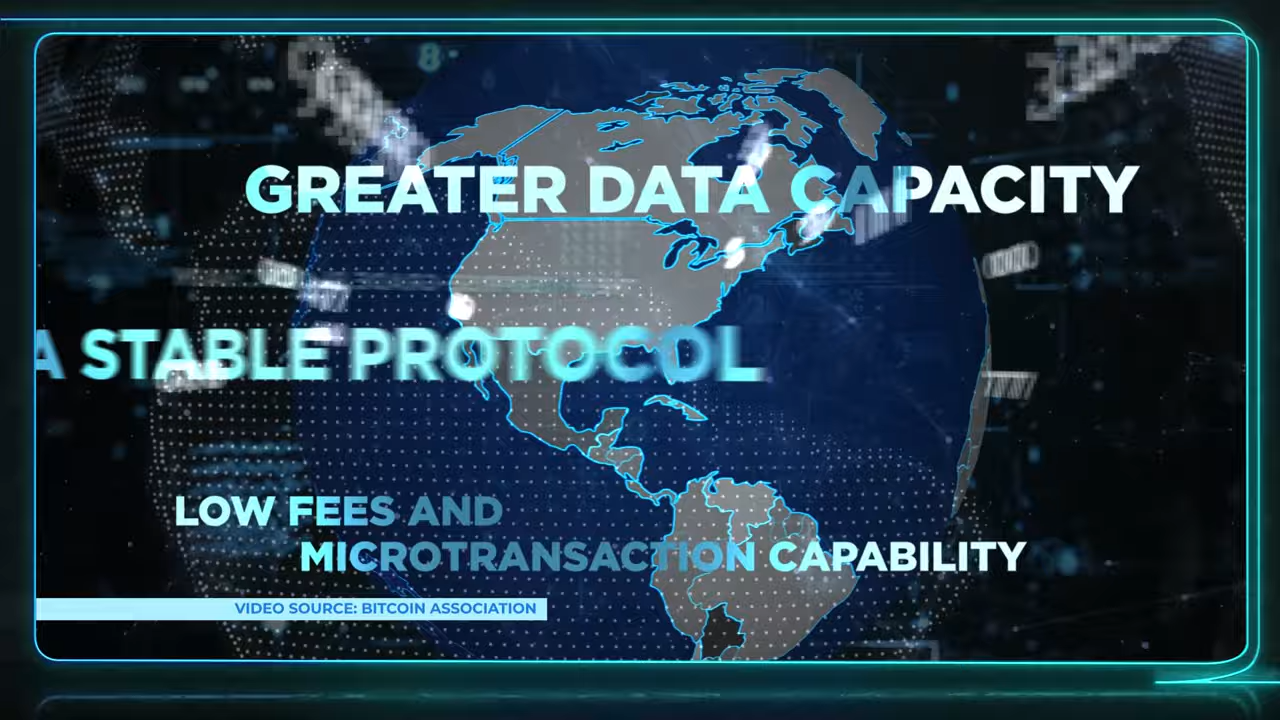 GREATER DATA CAPACITY
A STABLE PROTOCOL
LOW FEES AND
MICROTRANSACTION CAPABILITY
VIDEO SOURCE: BITCOIN ASSOCIATION